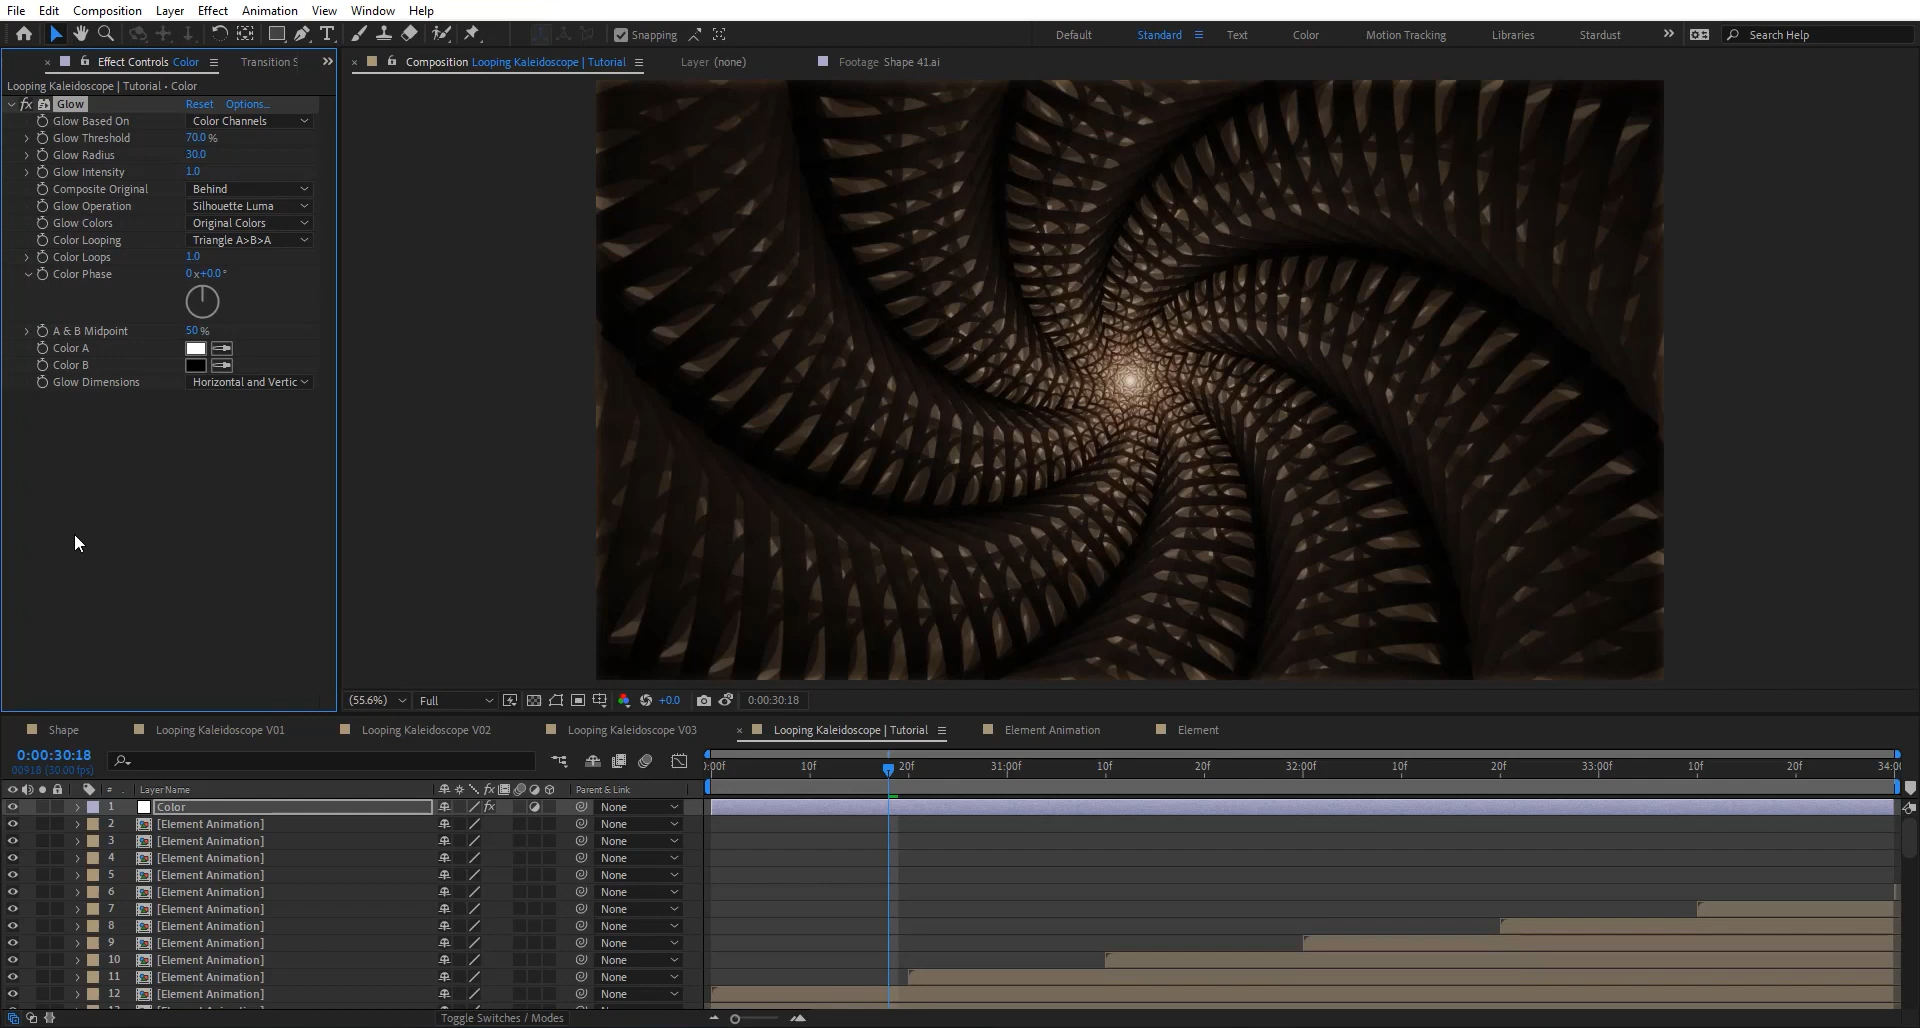 File Edit Composition Layer Effect Animation View Window Help
Snapping Default Standard Text Color Motion Tracking Libraries Stardust Search Help
Effect Controls Color Transition S
Composition Looping Kaleidoscope | Tutorial Layer (none) Footage Shape 41.ai
Looping Kaleidoscope | Tutorial • Color
fx Glow Reset Options...
Glow Based On Color Channels
Glow Threshold 70.0 %
Glow Radius 30.0
Glow Intensity 1.0
Composite Original Behind
Glow Operation Silhouette Luma
Glow Colors Original Colors
Color Looping Triangle A>B>A
Color Loops 1.0
Color Phase 0x+0.0°
A & B Midpoint 50 %
Color A
Color B
Glow Dimensions Horizontal and Vertic
(55.6%) Full +0.0 0:00:30:18
Shape Looping Kaleidoscope V01 Looping Kaleidoscope V02 Looping Kaleidoscope V03 Looping Kaleidoscope | Tutorial Element Animation Element
0:00:30:18
00918 (30.00 fps)
:00f 10f 20f 31:00f 10f 20f 32:00f 10f 20f 33:00f 10f 20f 34:0
# Layer Name fx Parent & Link
1 Color fx None
2 [Element Animation] None
3 [Element Animation] None
4 [Element Animation] None
5 [Element Animation] None
6 [Element Animation] None
7 [Element Animation] None
8 [Element Animation] None
9 [Element Animation] None
10 [Element Animation] None
11 [Element Animation] None
12 [Element Animation] None
Toggle Switches / Modes